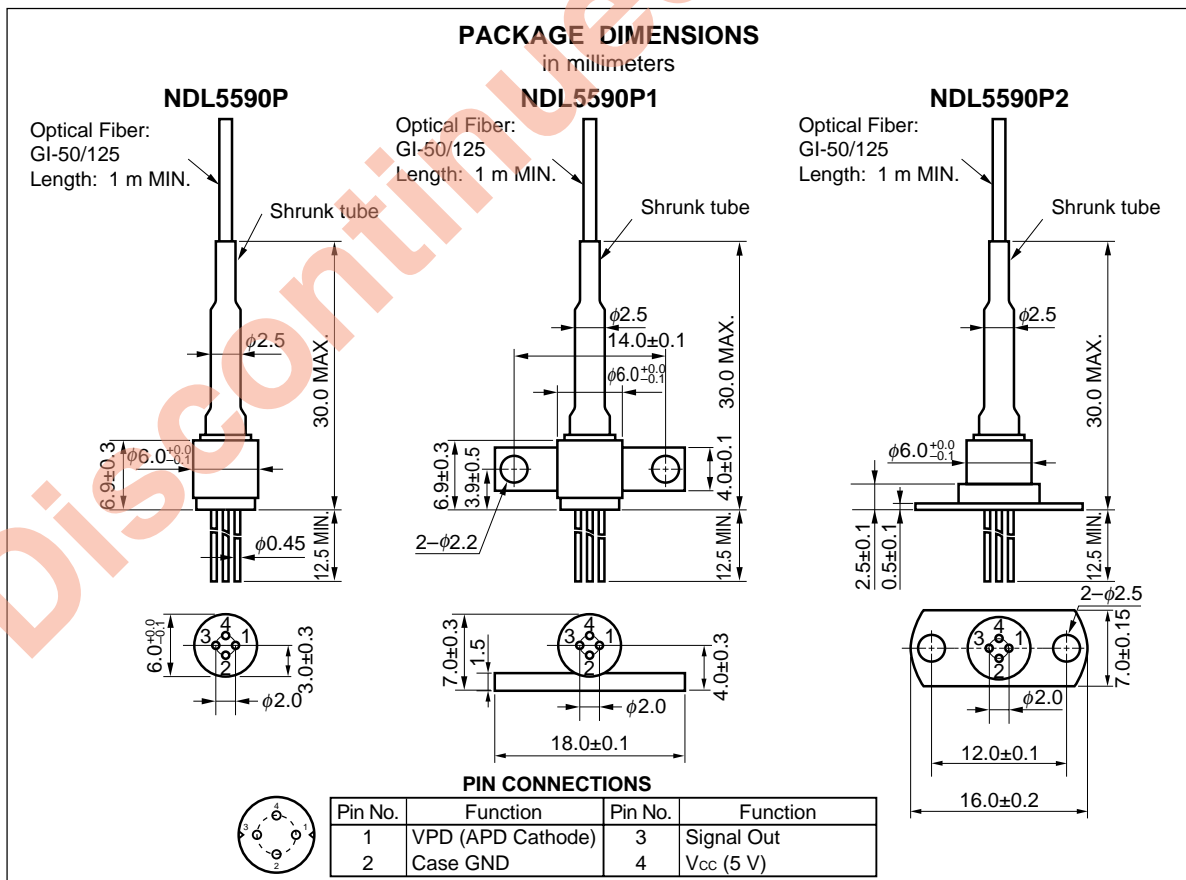 PACKAGE DIMENSIONS
in millimeters
NDL5590P
Optical Fiber:
GI-50/125
Length: 1 m MIN.
Shrunk tube
φ2.5
30.0 MAX.
6.9±0.3
φ6.0+0.0−0.1
φ0.45
12.5 MIN.
6.0+0.0−0.1
4
3 1
2
3.0±0.3
φ2.0
NDL5590P1
Optical Fiber:
GI-50/125
Length: 1 m MIN.
Shrunk tube
φ2.5
14.0±0.1
φ6.0+0.0−0.1
30.0 MAX.
6.9±0.3
3.9±0.5
4.0±0.1
2–φ2.2
12.5 MIN.
7.0±0.3
1.5
4
3 1
2
4.0±0.3
φ2.0
18.0±0.1
NDL5590P2
Optical Fiber:
GI-50/125
Length: 1 m MIN.
Shrunk tube
φ2.5
30.0 MAX.
φ6.0+0.0−0.1
2.5±0.1
0.5±0.1
12.5 MIN.
2–φ2.5
4
3 1
2
7.0±0.15
φ2.0
12.0±0.1
16.0±0.2
PIN CONNECTIONS
4
3 1
2
Pin No. Function Pin No. Function
1 VPD (APD Cathode) 3 Signal Out
2 Case GND 4 Vcc (5 V)
Discontinue